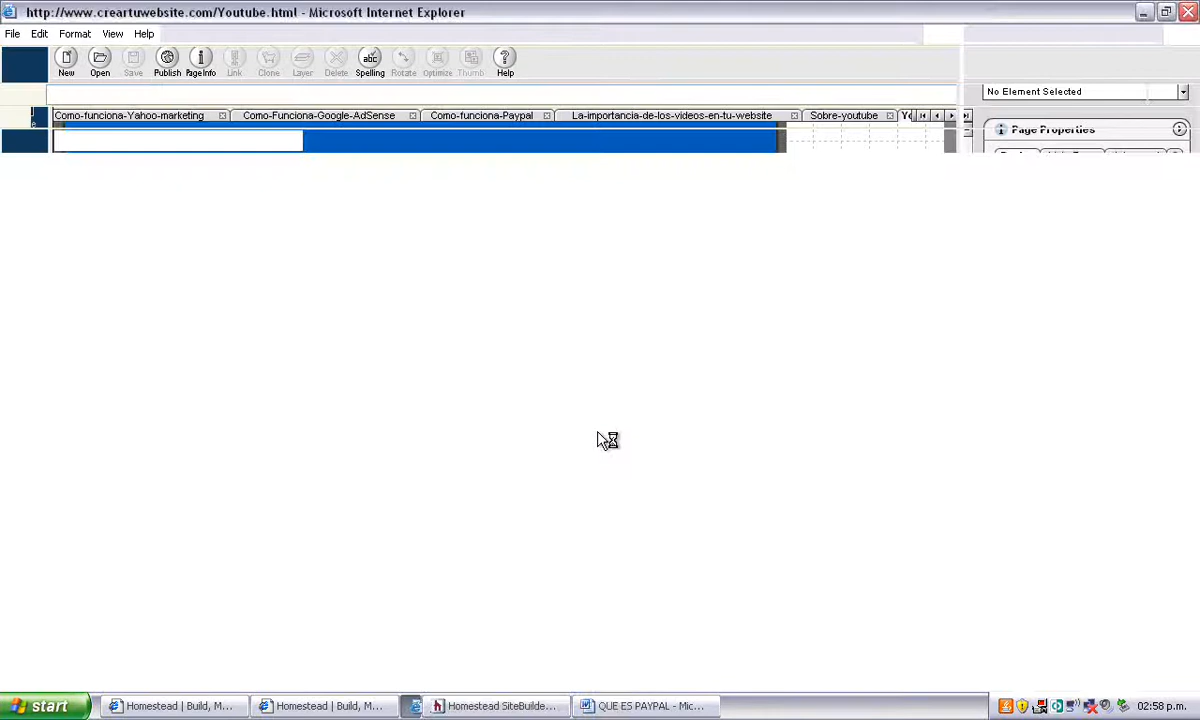 http://www.creartuwebsite.com/Youtube.html - Microsoft Internet Explorer
File Edit Format View Help
New Open Save Publish PageInfo Link Clone Layer Delete Spelling Rotate Optimize Thumb Help
No Element Selected
Como-funciona-Yahoo-marketing Como-Funciona-Google-AdSense Como-funciona-Paypal La-importancia-de-los-videos-en-tu-website Sobre-youtube
Page Properties
start Homestead | Build, M... Homestead | Build, M... Homestead SiteBuilde... QUE ES PAYPAL - Mic... 02:58 p.m.